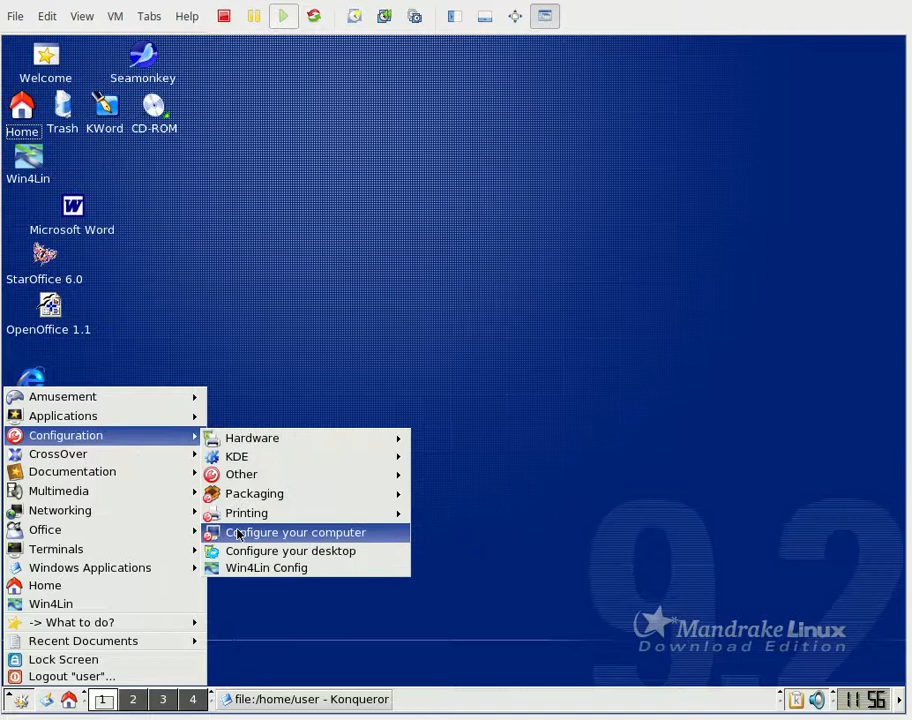 File Edit View VM Tabs Help
Welcome Seamonkey
Home Trash KWord CD-ROM
Win4Lin
W
Microsoft Word
StarOffice 6.0
OpenOffice 1.1
Amusement
Applications
Configuration
CrossOver
Documentation
Multimedia
Networking
Office
Terminals
Windows Applications
Home
Win4Lin
-> What to do?
Recent Documents
Lock Screen
Logout "user"...
Hardware
KDE
Other
Packaging
Printing
Configure your computer
Configure your desktop
Win4Lin Config
9.2
MandrakeLinux
Download Edition
1 2 3 4 file:/home/user - Konqueror 11 56